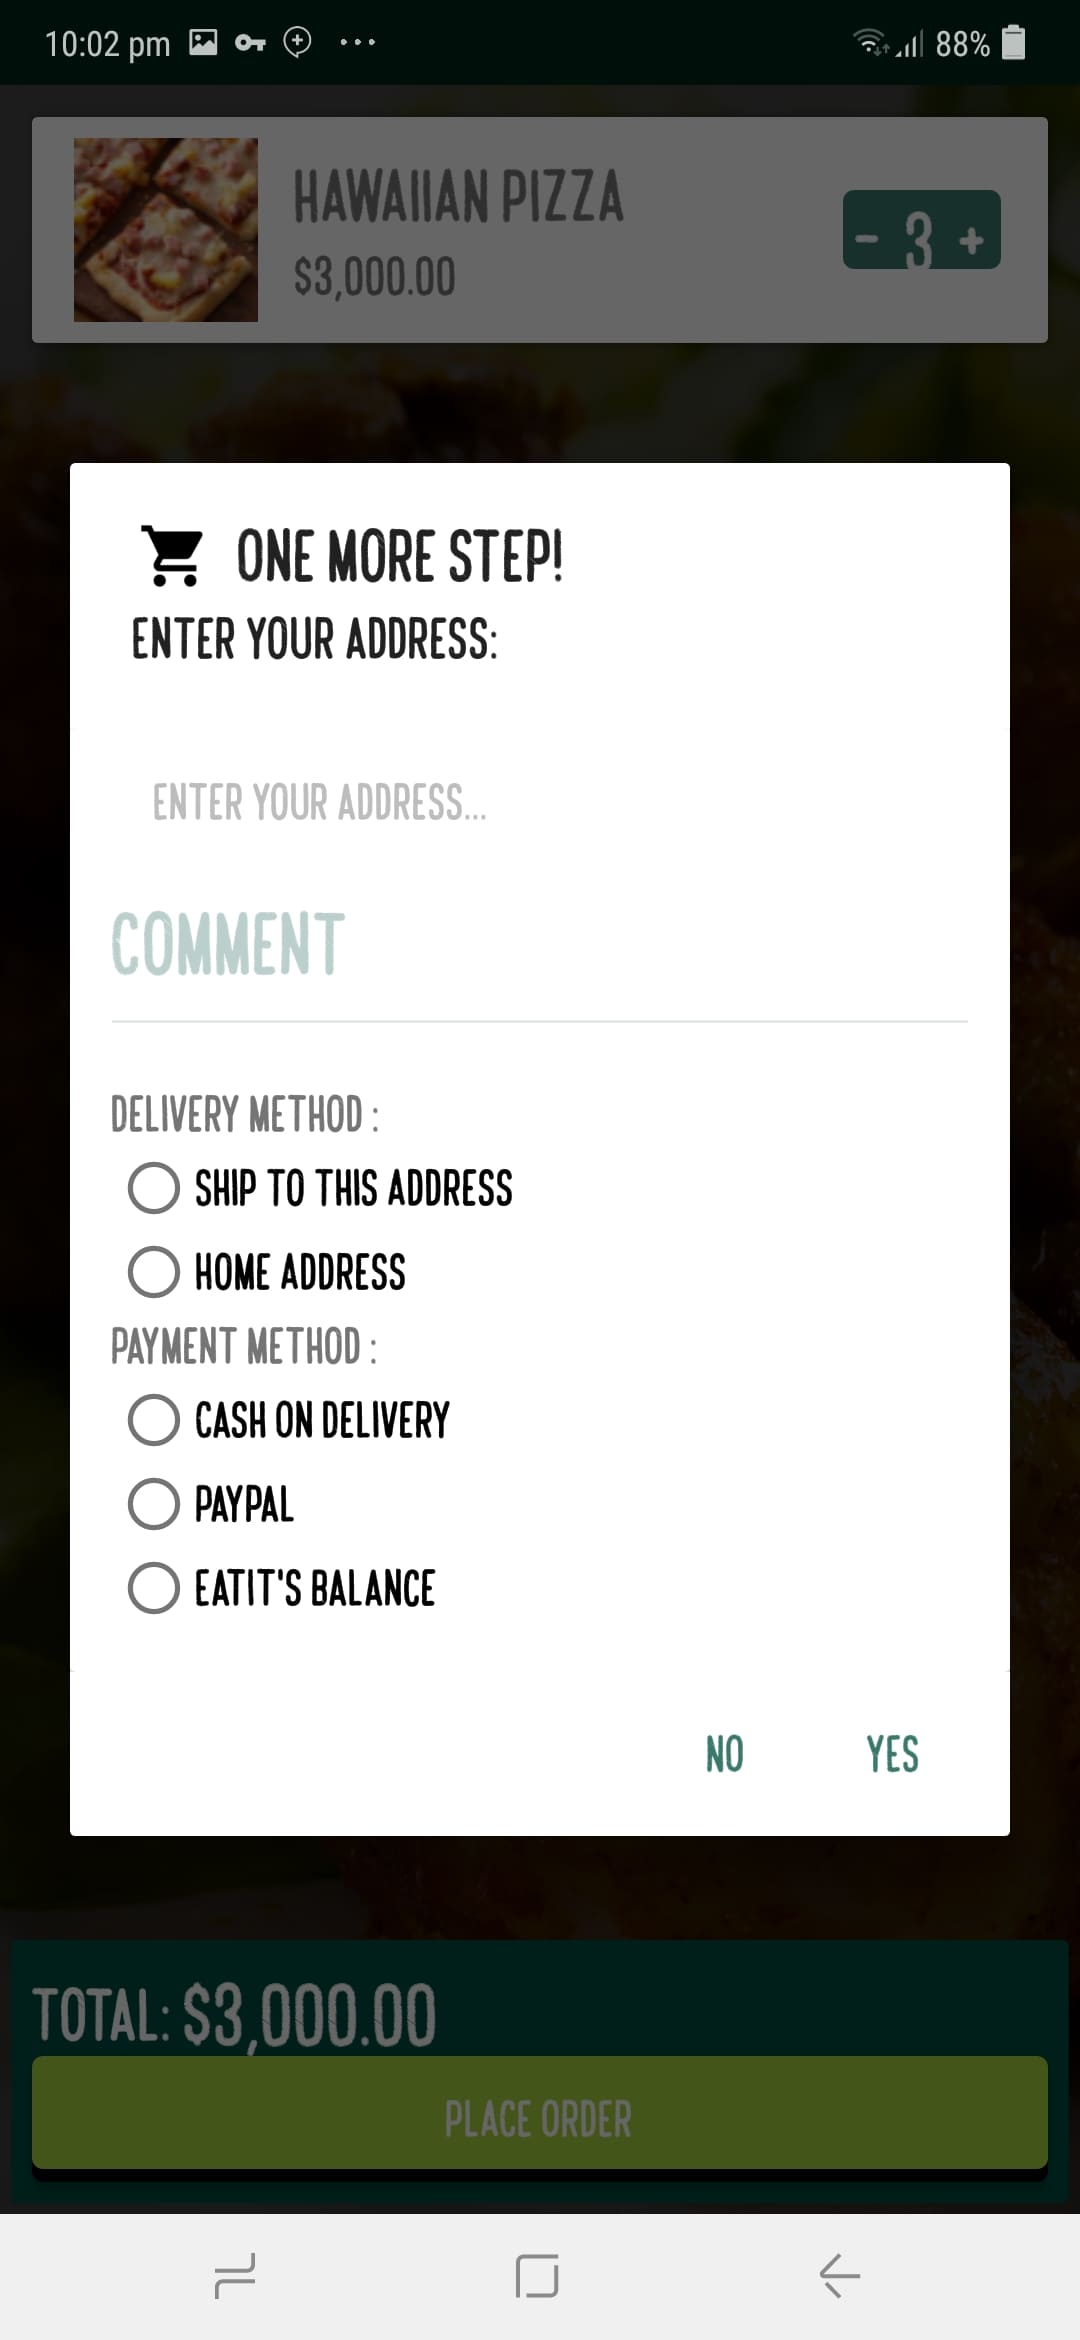 10:02 pm 88%
HAWAIIAN PIZZA
$3,000.00
- 3 +
ONE MORE STEP!
ENTER YOUR ADDRESS:
ENTER YOUR ADDRESS...
COMMENT
DELIVERY METHOD :
SHIP TO THIS ADDRESS
HOME ADDRESS
PAYMENT METHOD :
CASH ON DELIVERY
PAYPAL
EATIT'S BALANCE
NO YES
TOTAL: $3,000.00
PLACE ORDER